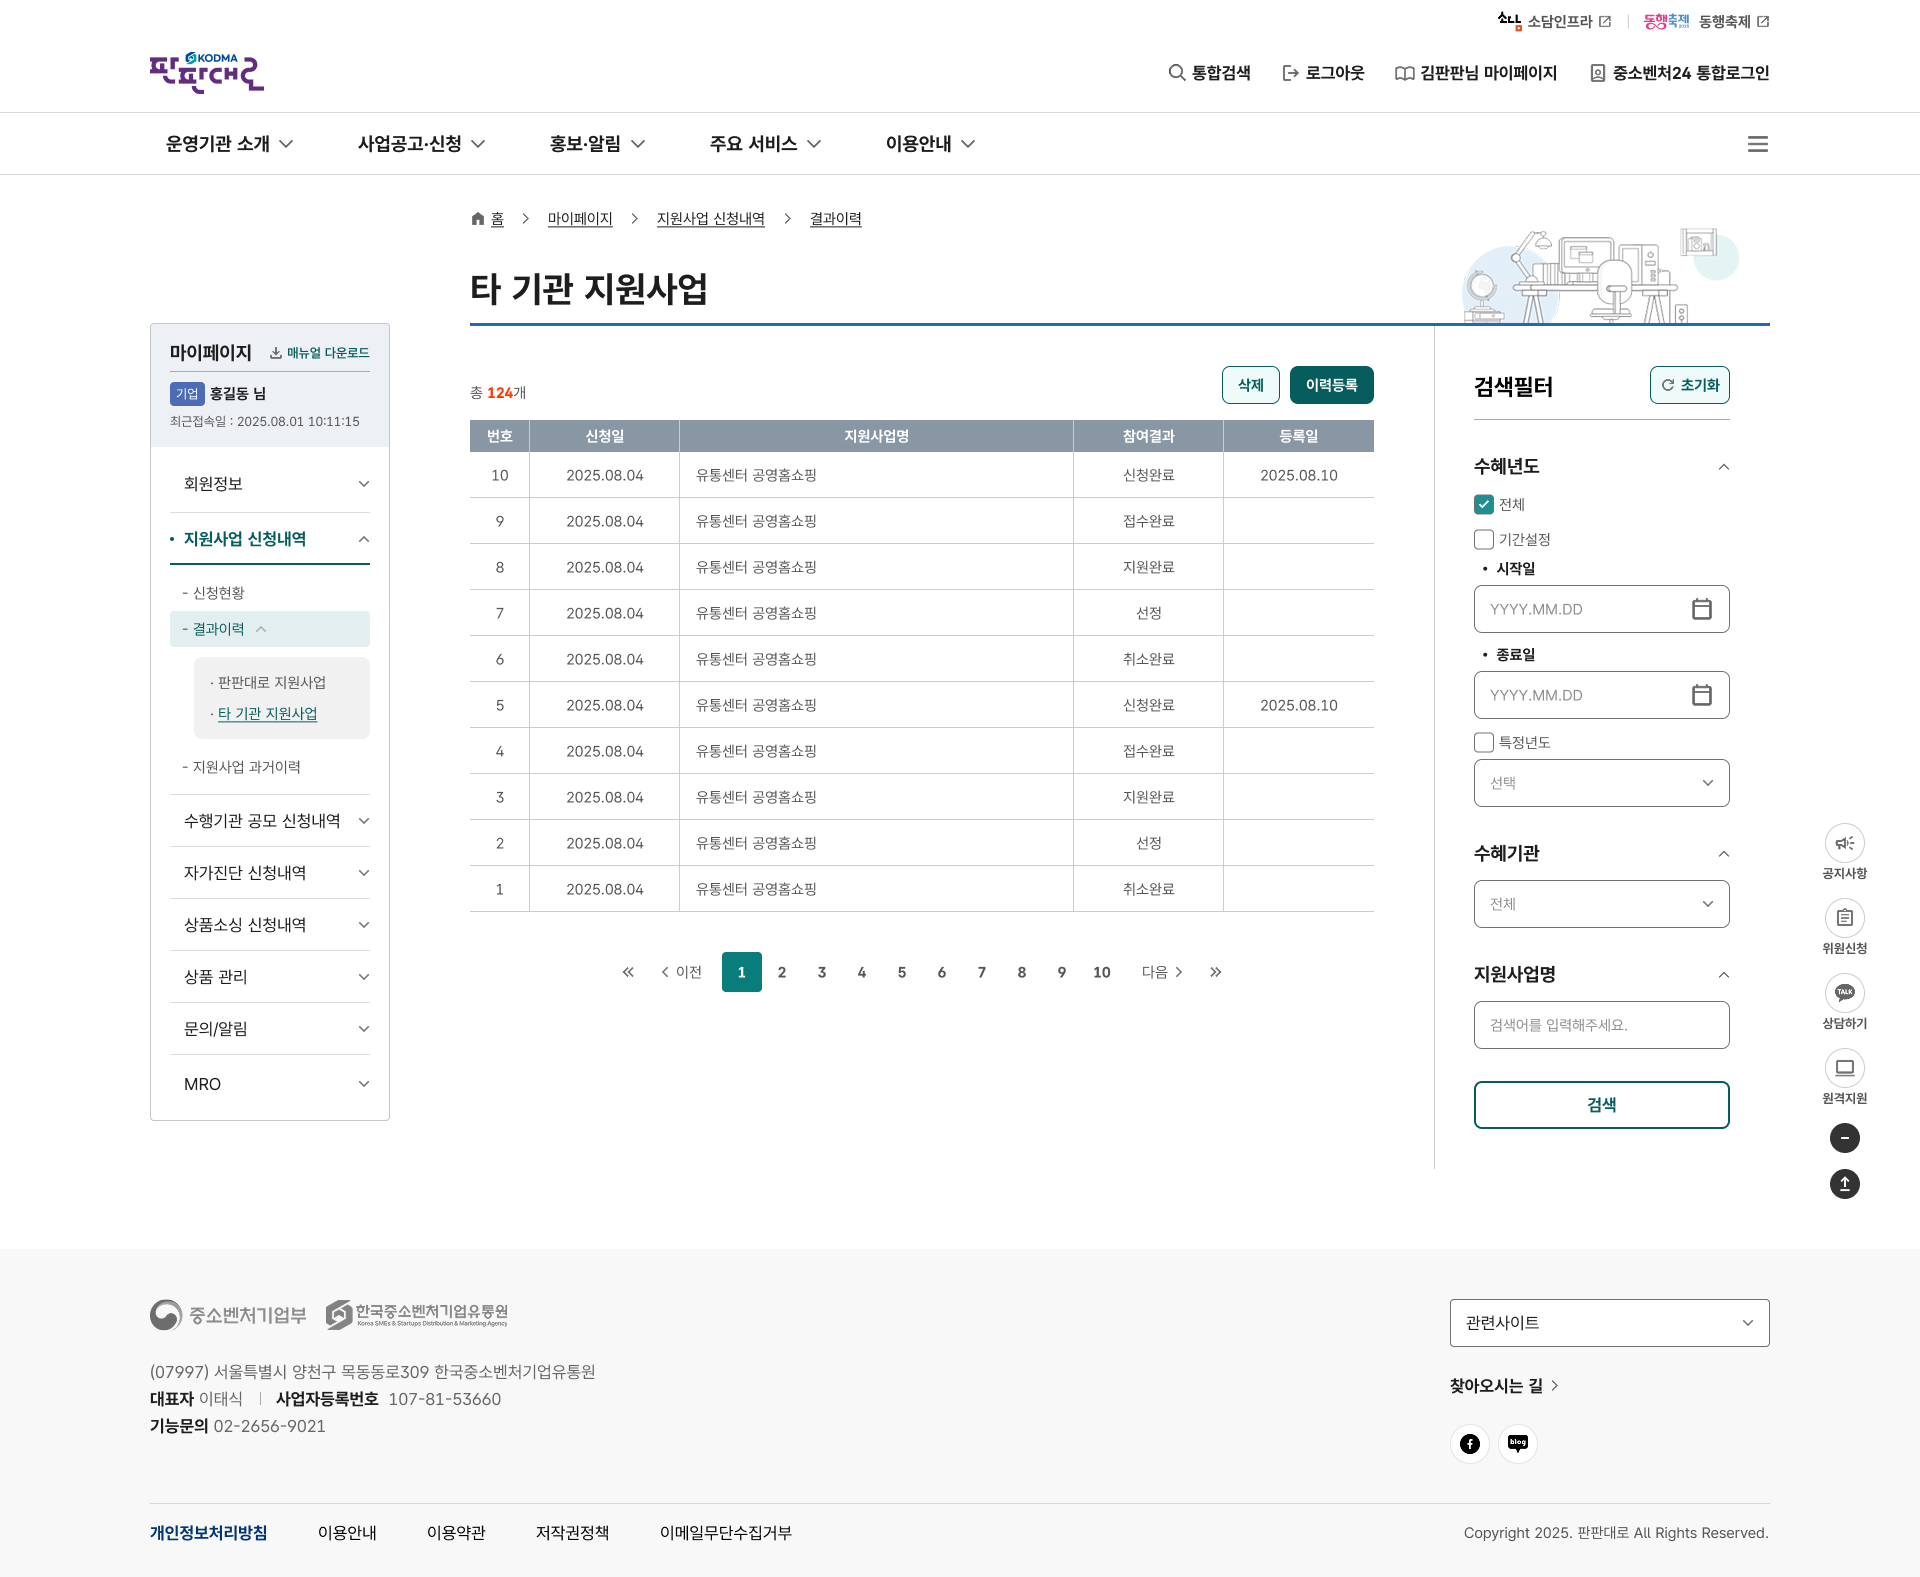 소담인프라
동행축제 2025 동행축제
KODMA
판판대로
통합검색 로그아웃 김판판님 마이페이지 중소벤처24 통합로그인
운영기관 소개 사업공고·신청 홍보·알림 주요 서비스 이용안내
홈 마이페이지 지원사업 신청내역 결과이력
타 기관 지원사업
마이페이지 매뉴얼 다운로드
기업 홍길동 님
최근접속일 : 2025.08.01 10:11:15
회원정보
• 지원사업 신청내역
- 신청현황
- 결과이력
· 판판대로 지원사업
· 타 기관 지원사업
- 지원사업 과거이력
수행기관 공모 신청내역
자가진단 신청내역
상품소싱 신청내역
상품 관리
문의/알림
MRO
총 124개
삭제 이력등록
번호 신청일 지원사업명 참여결과 등록일
10 2025.08.04 유통센터 공영홈쇼핑 신청완료 2025.08.10
9 2025.08.04 유통센터 공영홈쇼핑 접수완료
8 2025.08.04 유통센터 공영홈쇼핑 지원완료
7 2025.08.04 유통센터 공영홈쇼핑 선정
6 2025.08.04 유통센터 공영홈쇼핑 취소완료
5 2025.08.04 유통센터 공영홈쇼핑 신청완료 2025.08.10
4 2025.08.04 유통센터 공영홈쇼핑 접수완료
3 2025.08.04 유통센터 공영홈쇼핑 지원완료
2 2025.08.04 유통센터 공영홈쇼핑 선정
1 2025.08.04 유통센터 공영홈쇼핑 취소완료
이전 1 2 3 4 5 6 7 8 9 10 다음
검색필터 초기화
수혜년도
전체
기간설정
• 시작일
YYYY.MM.DD
• 종료일
YYYY.MM.DD
특정년도
선택
수혜기관
전체
지원사업명
검색어를 입력해주세요.
검색
공지사항
위원신청
TALK
상담하기
원격지원
중소벤처기업부 한국중소벤처기업유통원
Korea SMEs & Startups Distribution & Marketing Agency
(07997) 서울특별시 양천구 목동동로309 한국중소벤처기업유통원
대표자 이태식 사업자등록번호 107-81-53660
기능문의 02-2656-9021
관련사이트
찾아오시는 길
blog
개인정보처리방침 이용안내 이용약관 저작권정책 이메일무단수집거부
Copyright 2025. 판판대로 All Rights Reserved.